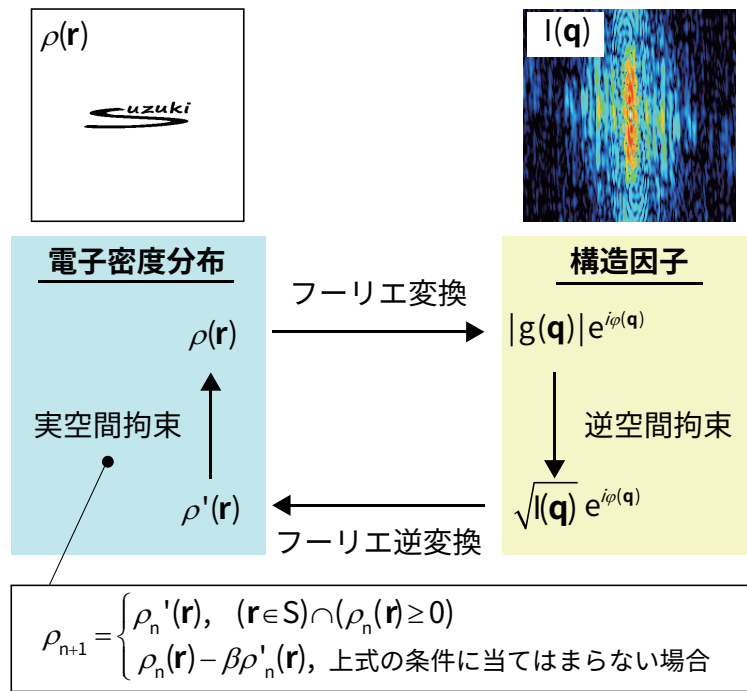 ρ(r)
Suzuki
I(q)
電子密度分布
構造因子
フーリエ変換
ρ(r)
|g(q)| e^{iφ(q)}
実空間拘束
逆空間拘束
ρ'(r)
√I(q) e^{iφ(q)}
フーリエ逆変換
ρ_{n+1} = { ρ_n'(r), (r∈S)∩(ρ_n(r)≥0)
ρ_n(r) − βρ'_n(r), 上式の条件に当てはまらない場合